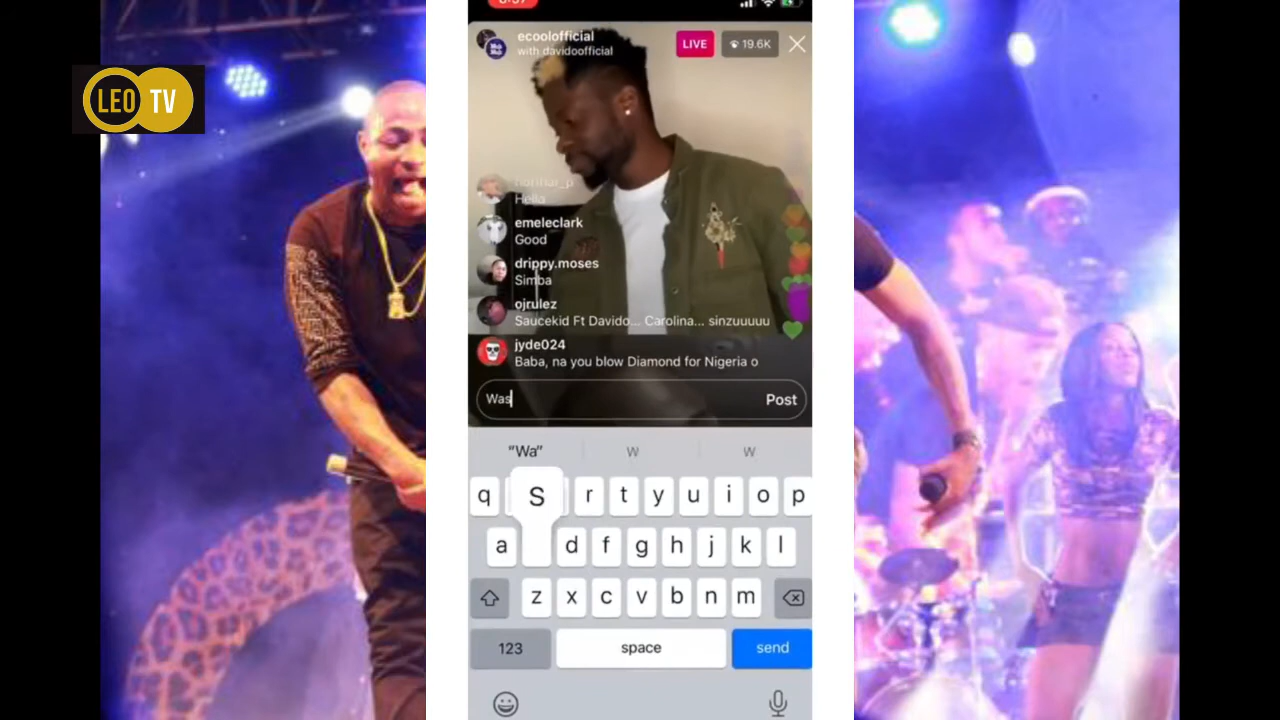 LEO TV
ecoolofficial
with davidoofficial
LIVE
19.6K
Hella
emeleclark
Good
drippy.moses
Simba
ojrulez
Saucekid Ft Davido... Carolina... sinzuuuuu
jyde024
Baba, na you blow Diamond for Nigeria o
Was
Post
"Wa" w w
q S r t y u i o p
a d f g h j k l
z x c v b n m
123 space send